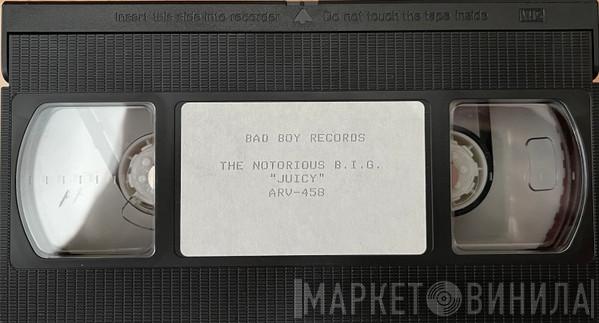 Insert this side into recorder Do not touch the tape inside VHS
BAD BOY RECORDS
THE NOTORIOUS B.I.G.
"JUICY"
ARV-458
МАРКЕТ ВИНИЛА